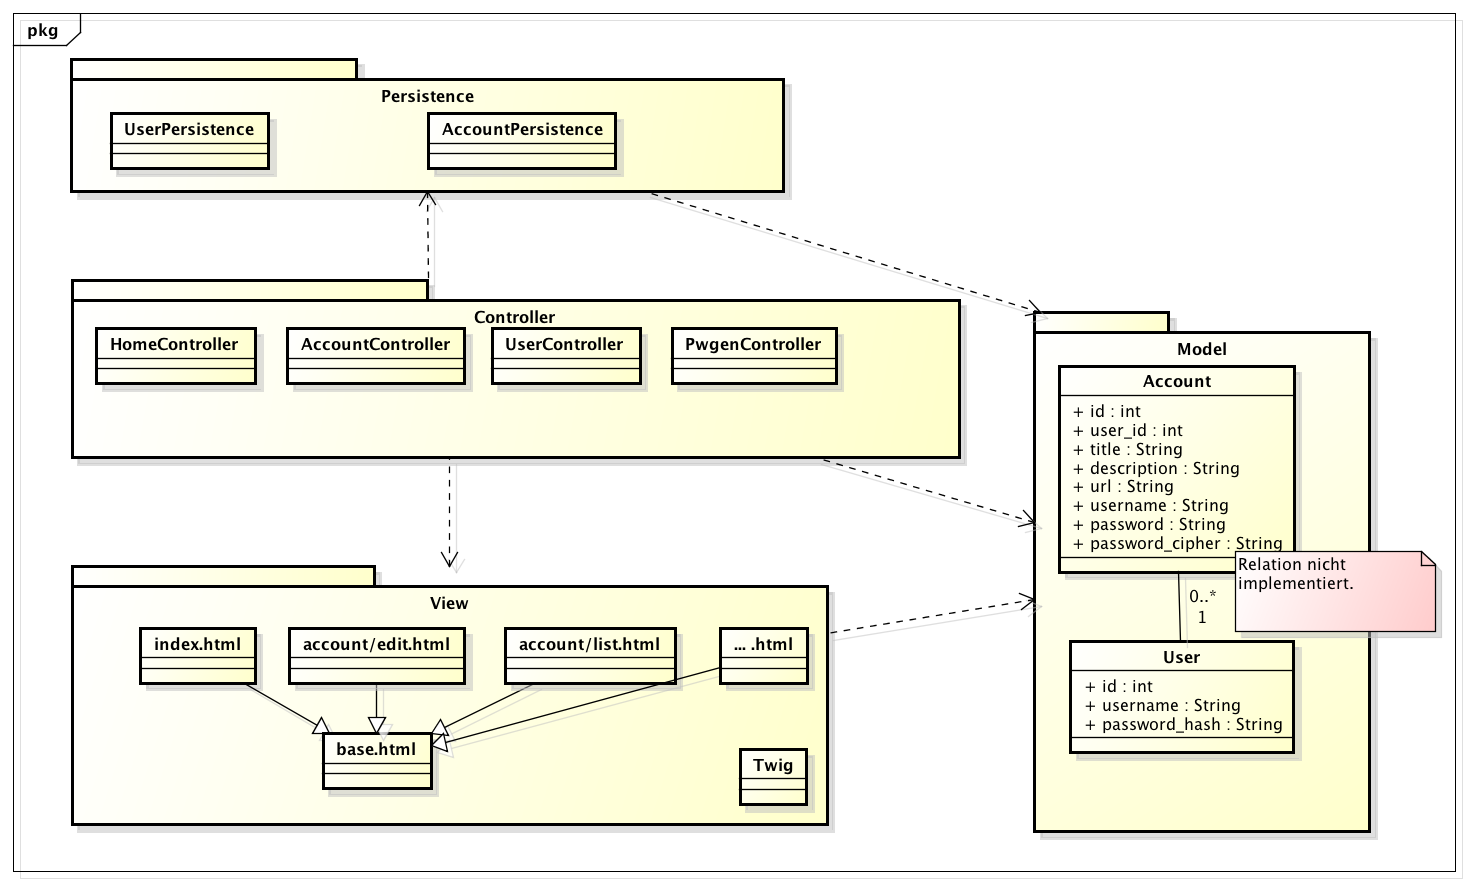 pkg
Persistence
UserPersistence
AccountPersistence
Controller
HomeController
AccountController
UserController
PwgenController
Model
Account
+ id : int
+ user_id : int
+ title : String
+ description : String
+ url : String
+ username : String
+ password : String
+ password_cipher : String
Relation nicht
implementiert.
0..*
1
User
+ id : int
+ username : String
+ password_hash : String
View
index.html
account/edit.html
account/list.html
... .html
base.html
Twig